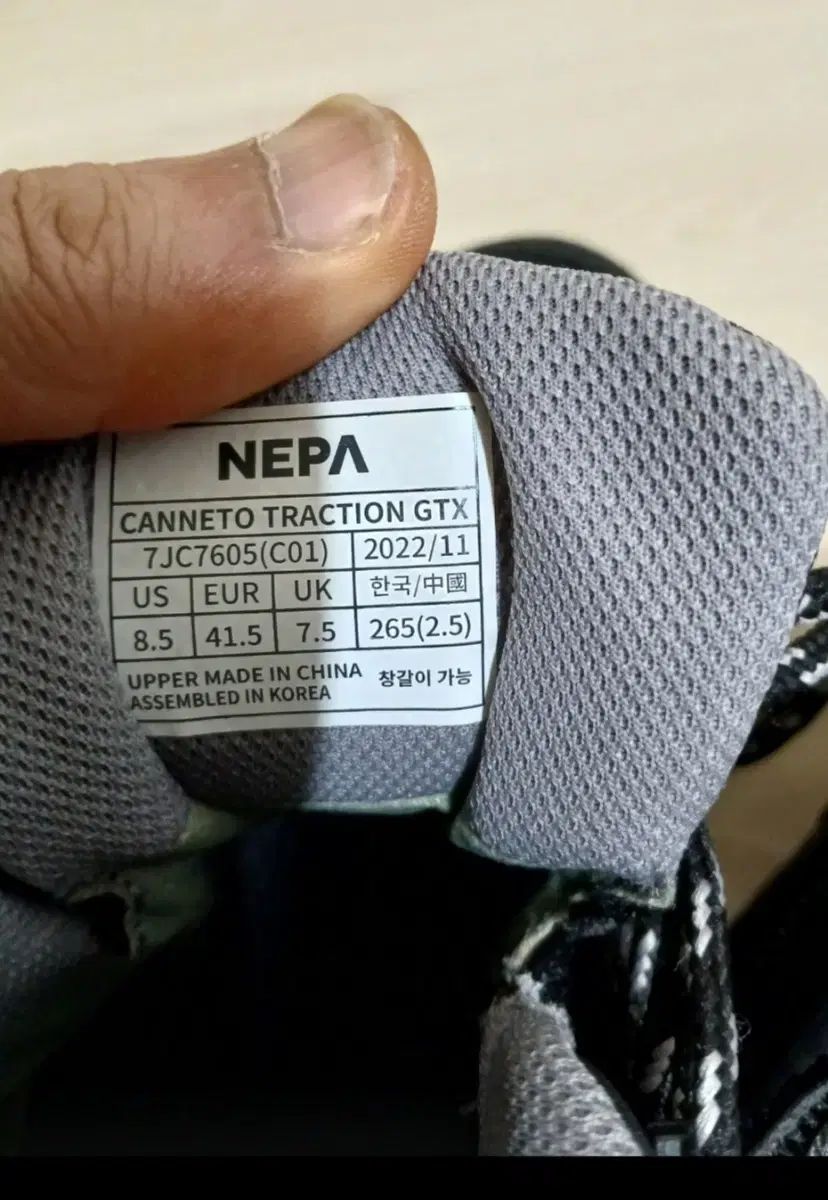 NEPA
CANNETO TRACTION GTX
7JC7605(C01) 2022/11
US EUR UK 한국/中國
8.5 41.5 7.5 265(2.5)
UPPER MADE IN CHINA 창갈이 가능
ASSEMBLED IN KOREA